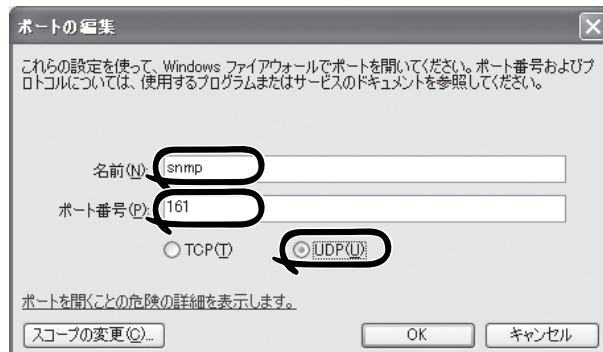 ポートの編集
これらの設定を使って、Windows ファイアウォールでポートを開いてください。ポート番号およびプ
ロトコルについては、使用するプログラムまたはサービスのドキュメントを参照してください。
名前(N): snmp
ポート番号(P): 161
TCP(T) UDP(U)
ポートを開くことの危険の詳細を表示します。
スコープの変更(C)... OK キャンセル